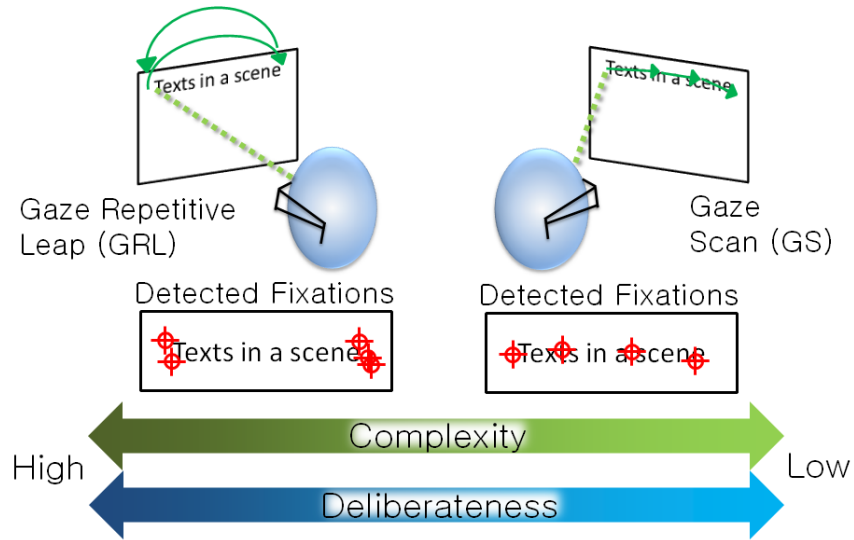 Texts in a scene
Texts in a scene
Gaze Repetitive
Leap (GRL)
Gaze
Scan (GS)
Detected Fixations
Detected Fixations
Texts in a scene
Texts in a scene
Complexity
High
Low
Deliberateness